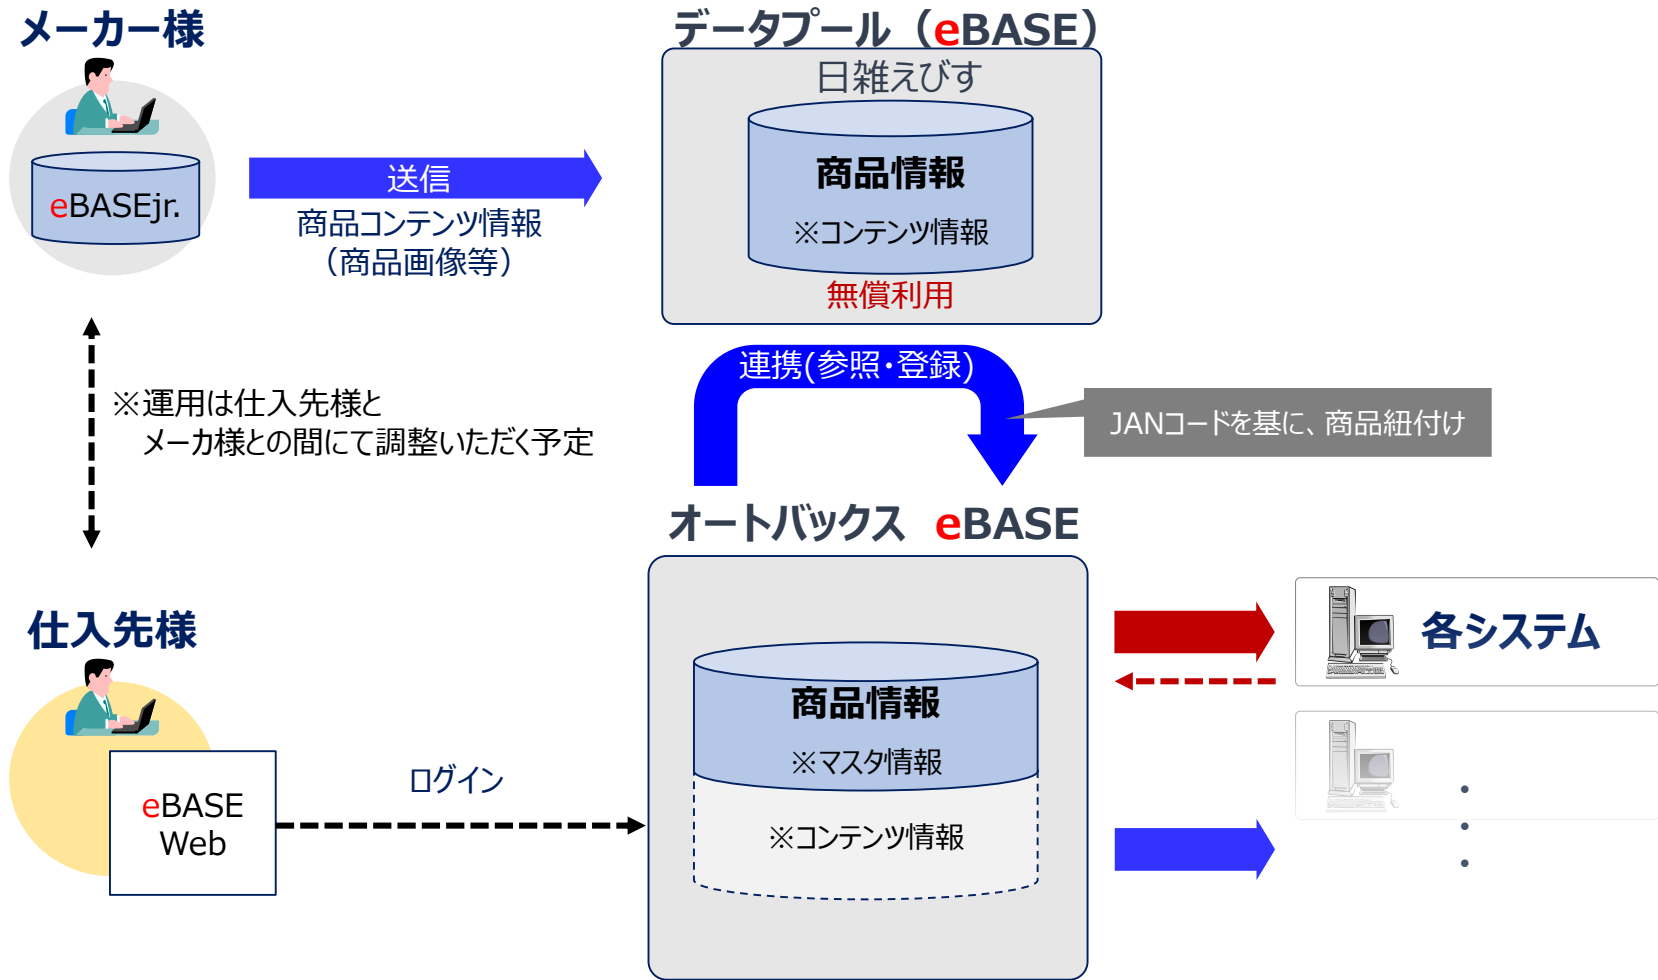 メーカー様
eBASEjr.
送信
商品コンテンツ情報
（商品画像等）
データプール（eBASE）
日雑えびす
商品情報
※コンテンツ情報
無償利用
連携(参照・登録)
JANコードを基に、商品紐付け
※運用は仕入先様と
メーカ様との間にて調整いただく予定
オートバックス eBASE
仕入先様
eBASE
Web
ログイン
商品情報
※マスタ情報
※コンテンツ情報
各システム
・
・
・